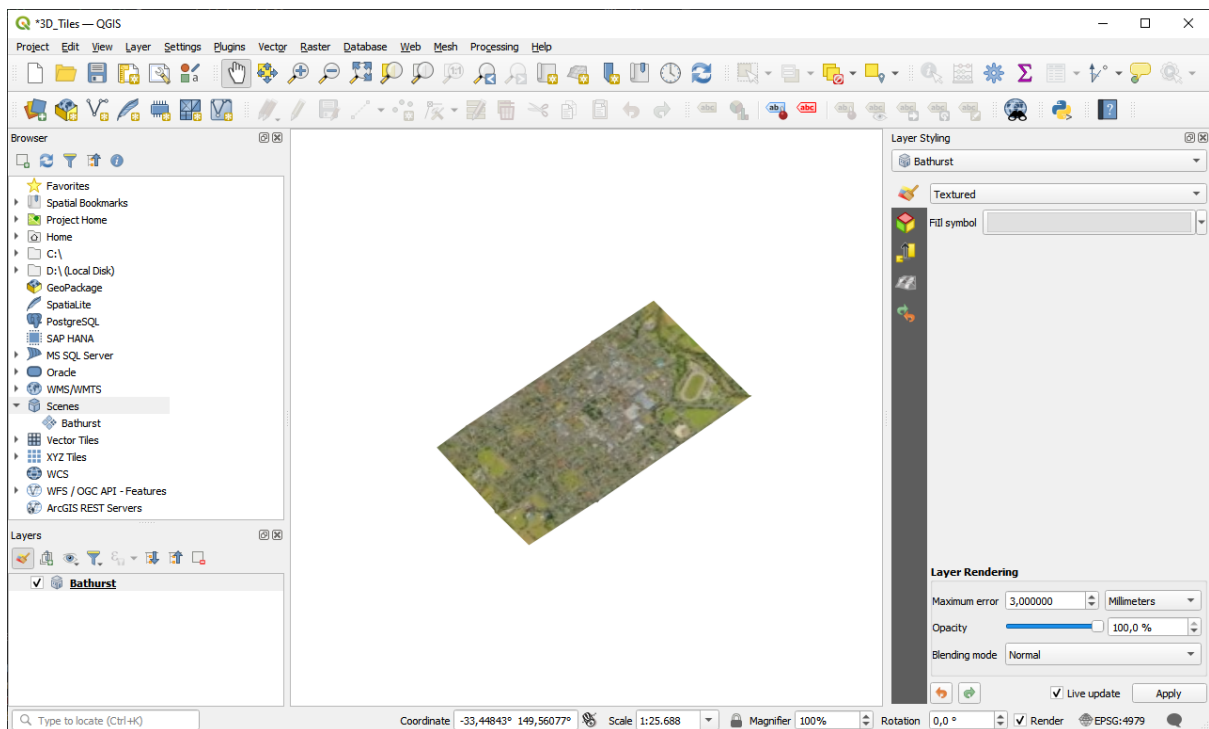 *3D_Tiles — QGIS
Project Edit View Layer Settings Plugins Vector Raster Database Web Mesh Processing Help
Browser
Favorites
Spatial Bookmarks
Project Home
Home
C:\
D:\ (Local Disk)
GeoPackage
SpatiaLite
PostgreSQL
SAP HANA
MS SQL Server
Oracle
WMS/WMTS
Scenes
Bathurst
Vector Tiles
XYZ Tiles
WCS
WFS / OGC API - Features
ArcGIS REST Servers
Layers
Bathurst
Layer Styling
Bathurst
Textured
Fill symbol
Layer Rendering
Maximum error 3,000000 Millimeters
Opacity 100,0 %
Blending mode Normal
Live update Apply
Type to locate (Ctrl+K) Coordinate -33,44843° 149,56077° Scale 1:25.688 Magnifier 100% Rotation 0,0 ° Render EPSG:4979